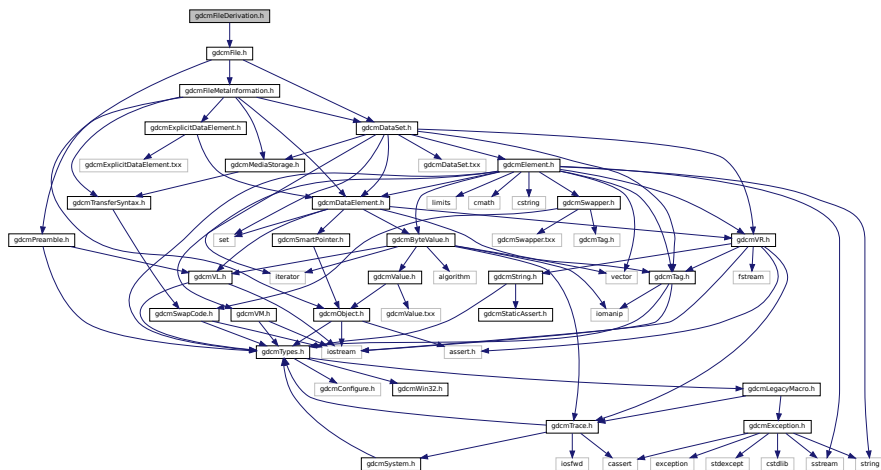 gdcmFileDerivation.h
gdcmFile.h
gdcmFileMetaInformation.h
gdcmExplicitDataElement.h
gdcmDataSet.h
gdcmExplicitDataElement.txx
gdcmMediaStorage.h
gdcmDataSet.txx
gdcmElement.h
gdcmTransferSyntax.h
gdcmDataElement.h
limits
cmath
cstring
gdcmSwapper.h
gdcmPreamble.h
set
gdcmSmartPointer.h
gdcmByteValue.h
gdcmSwapper.txx
gdcmTag.h
gdcmVR.h
gdcmVL.h
iterator
gdcmValue.h
algorithm
gdcmString.h
vector
gdcmTag.h
fstream
gdcmSwapCode.h
gdcmVM.h
gdcmObject.h
gdcmValue.txx
gdcmStaticAssert.h
iomanip
gdcmTypes.h
iostream
assert.h
gdcmConfigure.h
gdcmWin32.h
gdcmLegacyMacro.h
gdcmTrace.h
gdcmException.h
gdcmSystem.h
iosfwd
cassert
exception
stdexcept
cstdlib
sstream
string